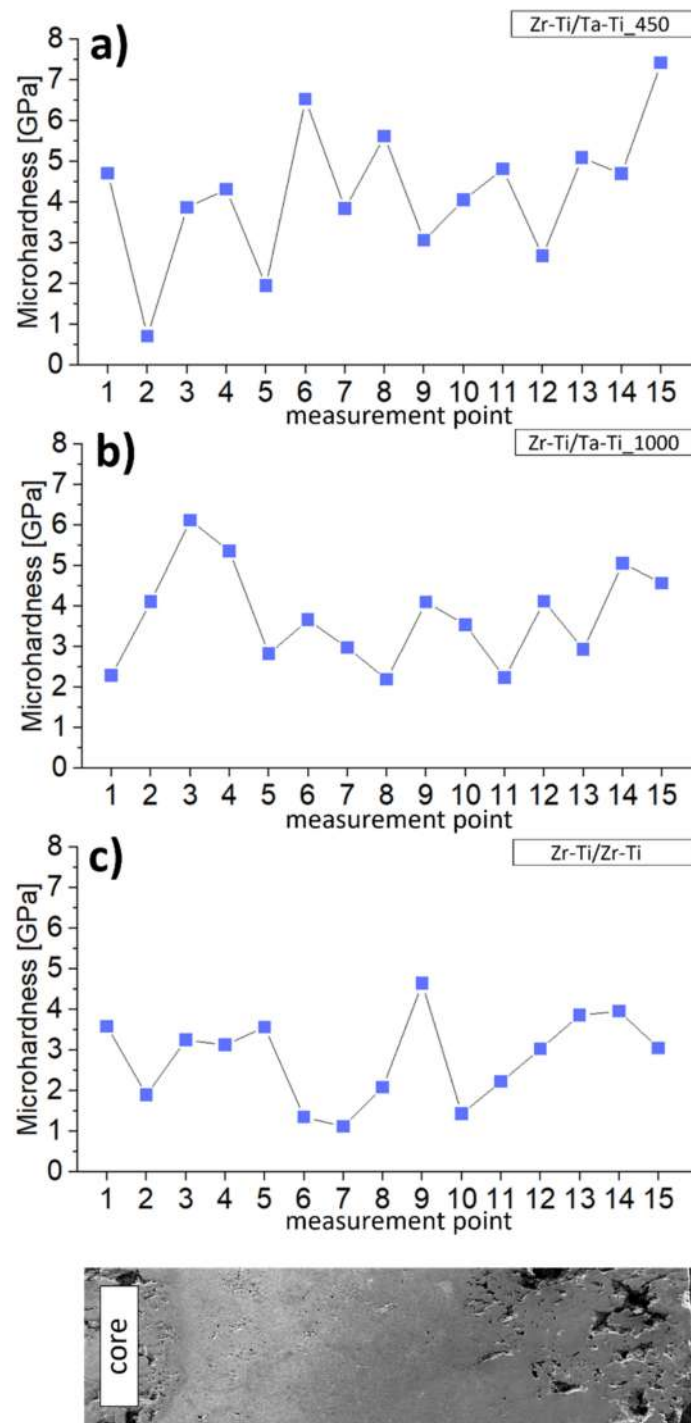 a)
Zr-Ti/Ta-Ti_450
Microhardness [GPa]
8
7
6
5
4
3
2
1
0
1 2 3 4 5 6 7 8 9 10 11 12 13 14 15
measurement point
b)
Zr-Ti/Ta-Ti_1000
Microhardness [GPa]
8
7
6
5
4
3
2
1
0
1 2 3 4 5 6 7 8 9 10 11 12 13 14 15
measurement point
c)
Zr-Ti/Zr-Ti
Microhardness [GPa]
8
7
6
5
4
3
2
1
0
1 2 3 4 5 6 7 8 9 10 11 12 13 14 15
measurement point
core